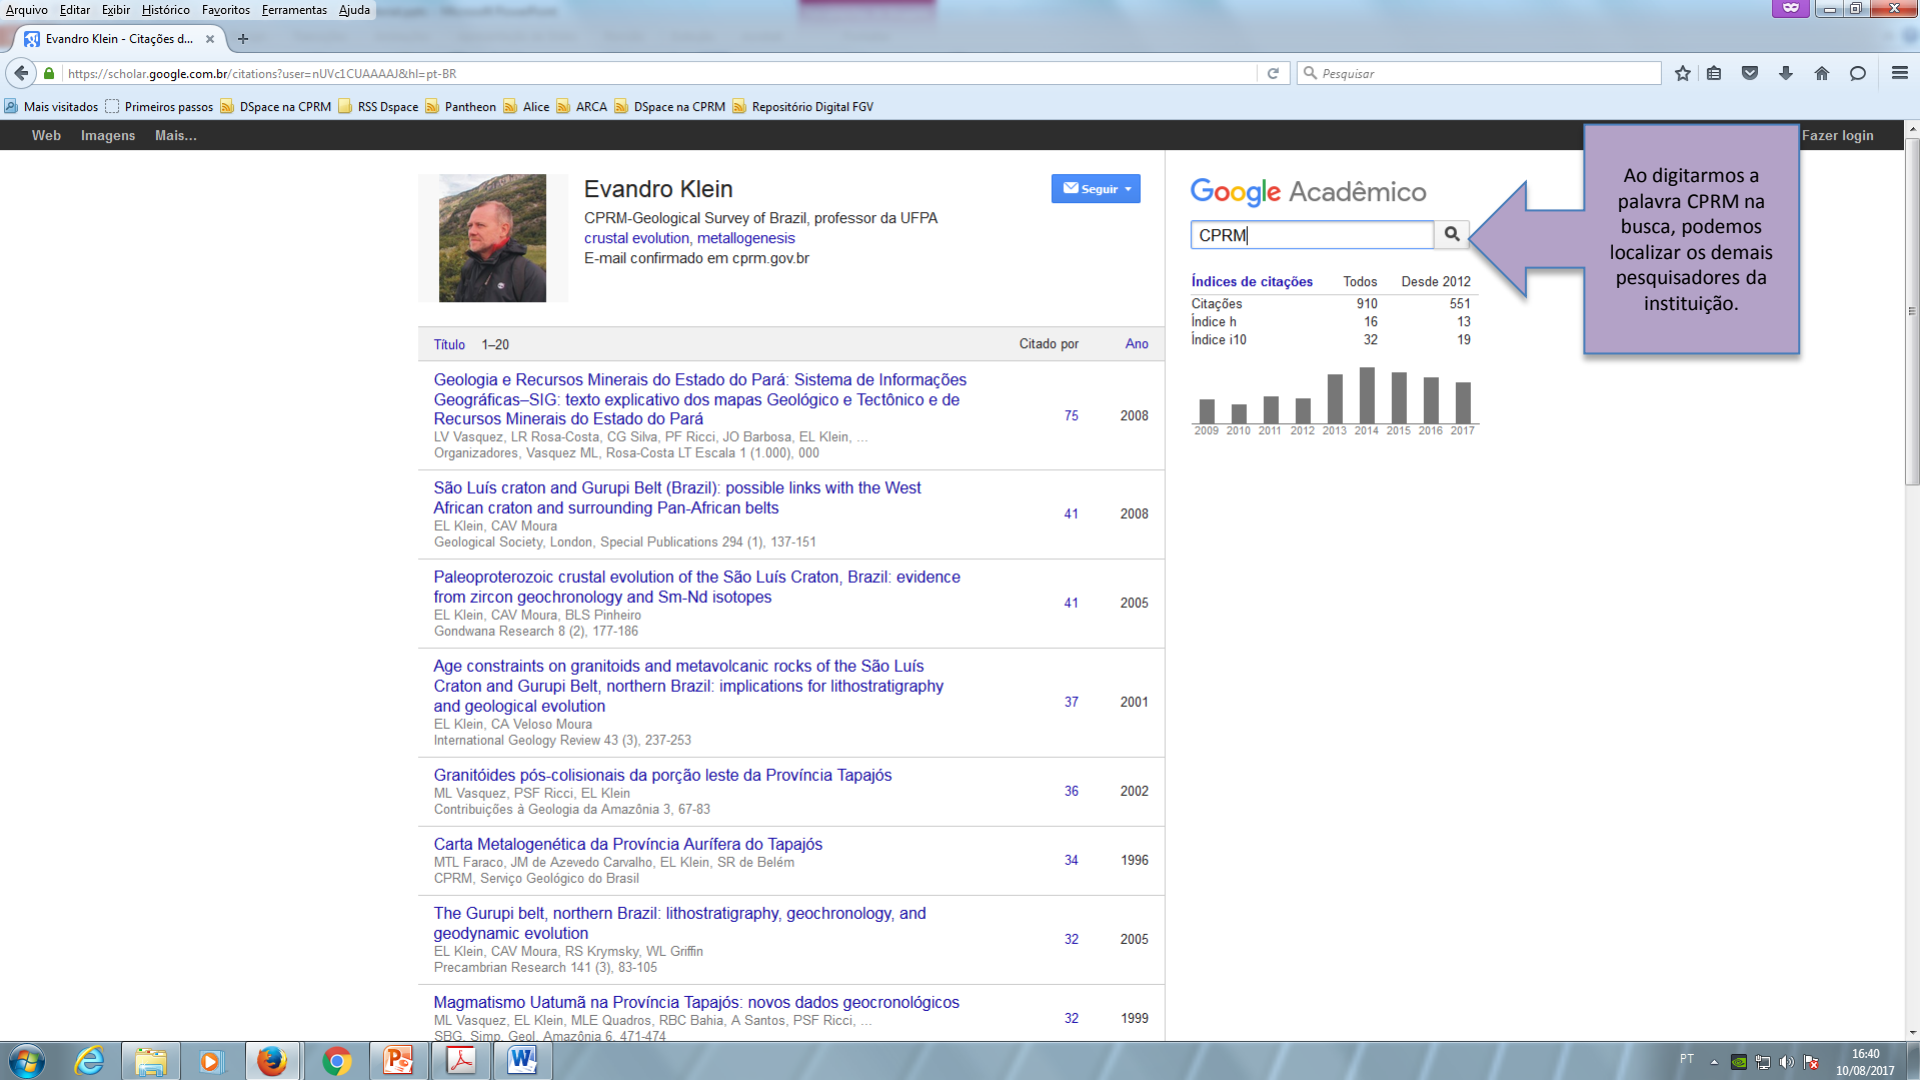 Arquivo Editar Exibir Histórico Favoritos Ferramentas Ajuda
Evandro Klein - Citações d...
https://scholar.google.com.br/citations?user=nUVc1CUAAAAJ&hl=pt-BR
Pesquisar
Mais visitados Primeiros passos DSpace na CPRM RSS Dspace Pantheon Alice ARCA DSpace na CPRM Repositório Digital FGV
Web Imagens Mais...
Fazer login
Evandro Klein
CPRM-Geological Survey of Brazil, professor da UFPA
crustal evolution, metallogenesis
E-mail confirmado em cprm.gov.br
Seguir
Google Acadêmico
CPRM
Ao digitarmos a
palavra CPRM na
busca, podemos
localizar os demais
pesquisadores da
instituição.
Índices de citações Todos Desde 2012
Citações 910 551
Índice h 16 13
Índice i10 32 19
2009 2010 2011 2012 2013 2014 2015 2016 2017
Título 1–20 Citado por Ano
Geologia e Recursos Minerais do Estado do Pará: Sistema de Informações
Geográficas–SIG: texto explicativo dos mapas Geológico e Tectônico e de
Recursos Minerais do Estado do Pará
LV Vasquez, LR Rosa-Costa, CG Silva, PF Ricci, JO Barbosa, EL Klein, ...
Organizadores, Vasquez ML, Rosa-Costa LT Escala 1 (1.000), 000
75 2008
São Luís craton and Gurupi Belt (Brazil): possible links with the West
African craton and surrounding Pan-African belts
EL Klein, CAV Moura
Geological Society, London, Special Publications 294 (1), 137-151
41 2008
Paleoproterozoic crustal evolution of the São Luís Craton, Brazil: evidence
from zircon geochronology and Sm-Nd isotopes
EL Klein, CAV Moura, BLS Pinheiro
Gondwana Research 8 (2), 177-186
41 2005
Age constraints on granitoids and metavolcanic rocks of the São Luís
Craton and Gurupi Belt, northern Brazil: implications for lithostratigraphy
and geological evolution
EL Klein, CA Veloso Moura
International Geology Review 43 (3), 237-253
37 2001
Granitóides pós-colisionais da porção leste da Província Tapajós
ML Vasquez, PSF Ricci, EL Klein
Contribuições à Geologia da Amazônia 3, 67-83
36 2002
Carta Metalogenética da Província Aurífera do Tapajós
MTL Faraco, JM de Azevedo Carvalho, EL Klein, SR de Belém
CPRM, Serviço Geológico do Brasil
34 1996
The Gurupi belt, northern Brazil: lithostratigraphy, geochronology, and
geodynamic evolution
EL Klein, CAV Moura, RS Krymsky, WL Griffin
Precambrian Research 141 (3), 83-105
32 2005
Magmatismo Uatumã na Província Tapajós: novos dados geocronológicos
ML Vasquez, EL Klein, MLE Quadros, RBC Bahia, A Santos, PSF Ricci, ...
SBG, Simp. Geol. Amazônia 6, 471-474
32 1999
PT
16:40
10/08/2017